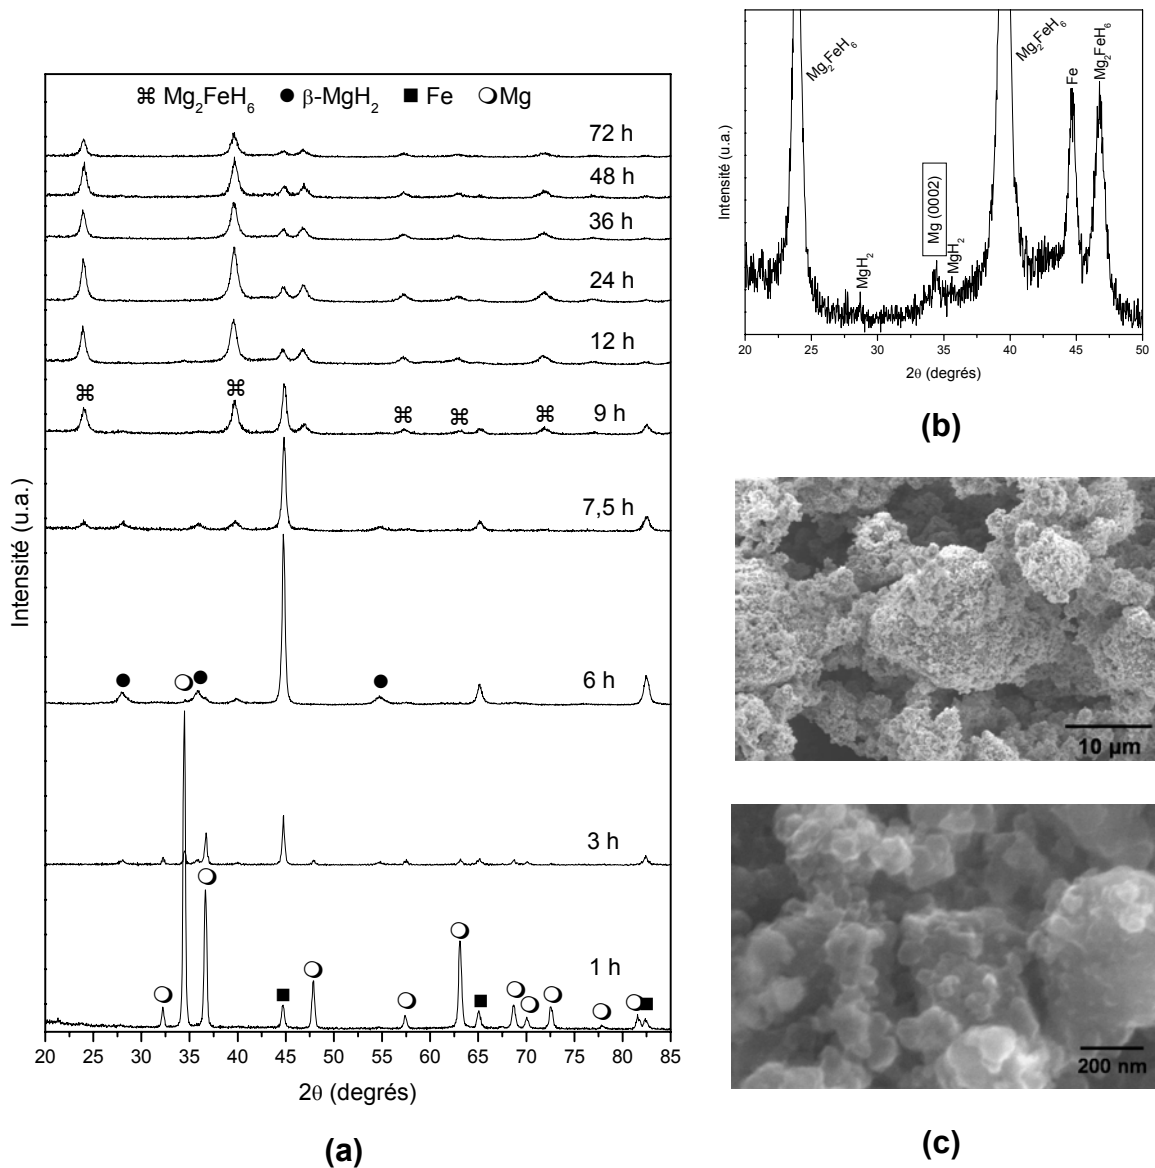 ⌘ Mg₂FeH₆ ● β-MgH₂ ■ Fe Mg
72 h
48 h
36 h
24 h
12 h
9 h
7,5 h
6 h
3 h
1 h
Intensité (u.a.)
20 25 30 35 40 45 50 55 60 65 70 75 80 85
2θ (degrés)
(a)
Mg₂FeH₆
Mg₂FeH₆
Fe
Mg₂FeH₆
Mg (0002)
MgH₂
MgH₂
Intensité (u.a.)
20 25 30 35 40 45 50
2θ (degrés)
(b)
10 µm
200 nm
(c)